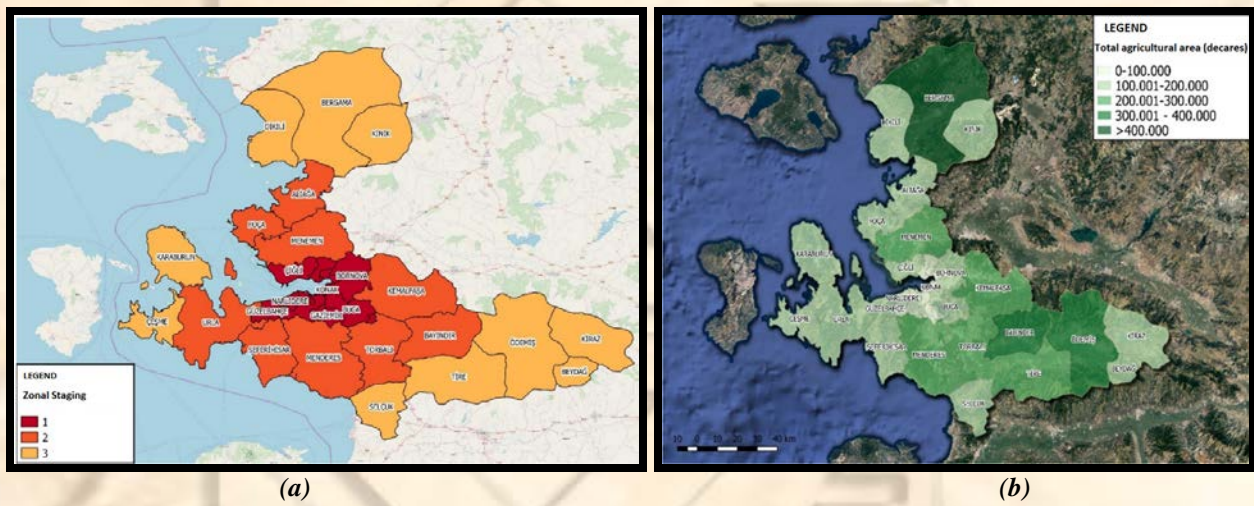 BERGAMA
DİKİLİ
KINIK
ALİAĞA
FOÇA
MENEMEN
KARABURUN
ÇİĞLİ
BORNOVA
KONAK
KEMALPAŞA
NARLIDERE
GÜZELBAHÇE
BUCA
GAZİEMİR
ÇEŞME
URLA
BAYINDIR
SEFERİHİSAR
MENDERES
TORBALI
ÖDEMİŞ
KİRAZ
BEYDAĞ
TİRE
SELÇUK
LEGEND
Zonal Staging
1
2
3
(a)
LEGEND
Total agricultural area (decares)
0-100.000
100.001-200.000
200.001-300.000
300.001 - 400.000
>400.000
BERGAMA
DİKİLİ
KINIK
ALİAĞA
FOÇA
MENEMEN
KARABURUN
ÇİĞLİ
BORNOVA
KONAK
KEMALPAŞA
NARLIDERE
GÜZELBAHÇE
BUCA
ÇEŞME
URLA
SEFERİHİSAR
MENDERES
TORBALI
BAYINDIR
ÖDEMİŞ
KİRAZ
BEYDAĞ
TİRE
SELÇUK
10 0 10 20 30 40 km
(b)